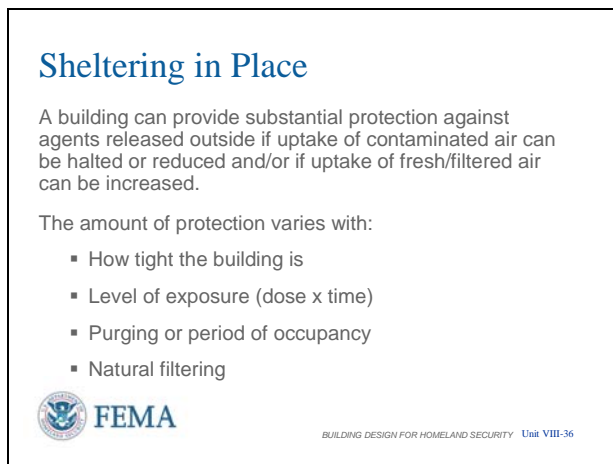 Sheltering in Place
A building can provide substantial protection against
agents released outside if uptake of contaminated air can
be halted or reduced and/or if uptake of fresh/filtered air
can be increased.
The amount of protection varies with:
▪ How tight the building is
▪ Level of exposure (dose x time)
▪ Purging or period of occupancy
▪ Natural filtering
FEMA
BUILDING DESIGN FOR HOMELAND SECURITY Unit VIII-36